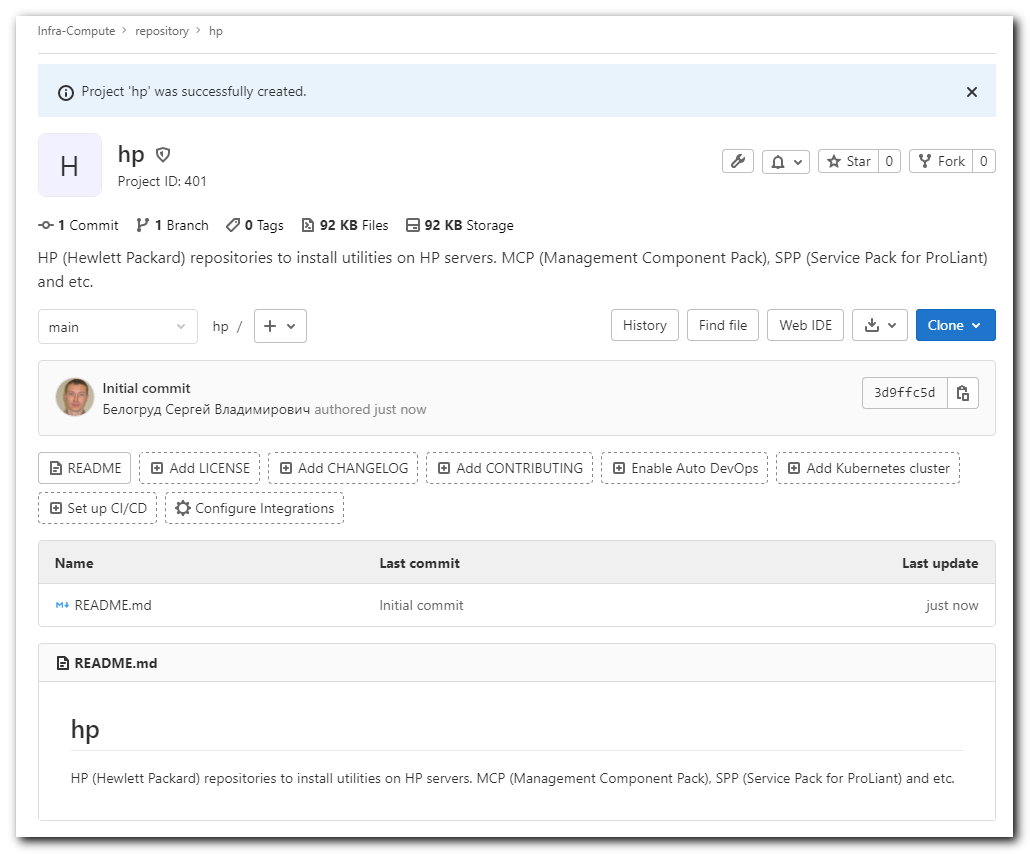 Infra-Compute > repository > hp
Project 'hp' was successfully created.
H
hp
Project ID: 401
Star 0 Fork 0
1 Commit 1 Branch 0 Tags 92 KB Files 92 KB Storage
HP (Hewlett Packard) repositories to install utilities on HP servers. MCP (Management Component Pack), SPP (Service Pack for ProLiant)
and etc.
main hp / + History Find file Web IDE Clone
Initial commit
Белогруд Сергей Владимирович authored just now
3d9ffc5d
README Add LICENSE Add CHANGELOG Add CONTRIBUTING Enable Auto DevOps Add Kubernetes cluster
Set up CI/CD Configure Integrations
Name Last commit Last update
README.md Initial commit just now
README.md
hp
HP (Hewlett Packard) repositories to install utilities on HP servers. MCP (Management Component Pack), SPP (Service Pack for ProLiant) and etc.